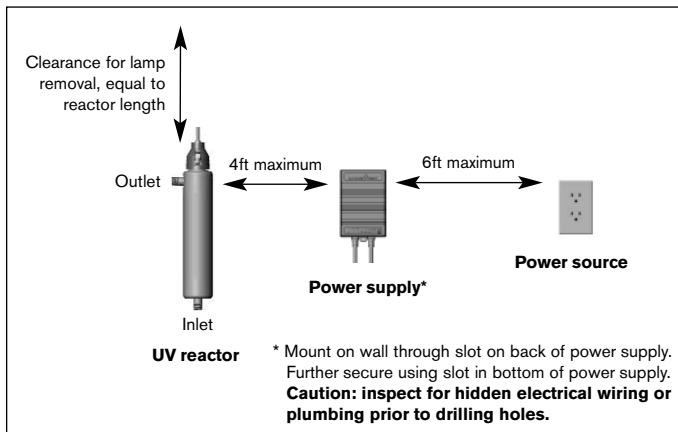 Clearance for lamp
removal, equal to
reactor length
4ft maximum
6ft maximum
Outlet
Power supply*
Power source
Inlet
UV reactor
* Mount on wall through slot on back of power supply.
Further secure using slot in bottom of power supply.
Caution: inspect for hidden electrical wiring or
plumbing prior to drilling holes.